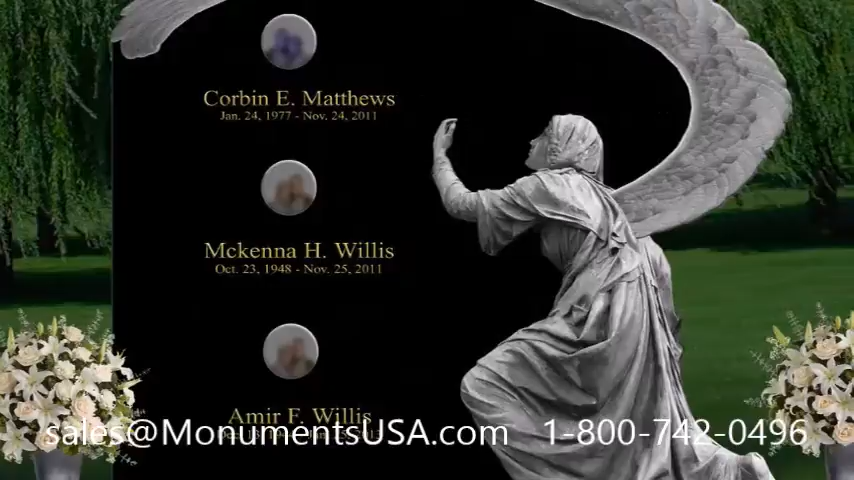 Corbin E. Matthews
Jan. 24, 1977 - Nov. 24, 2011
Mckenna H. Willis
Oct. 23, 1948 - Nov. 25, 2011
Amir F. Willis
sales@MonumentsUSA.com 1-800-742-0496